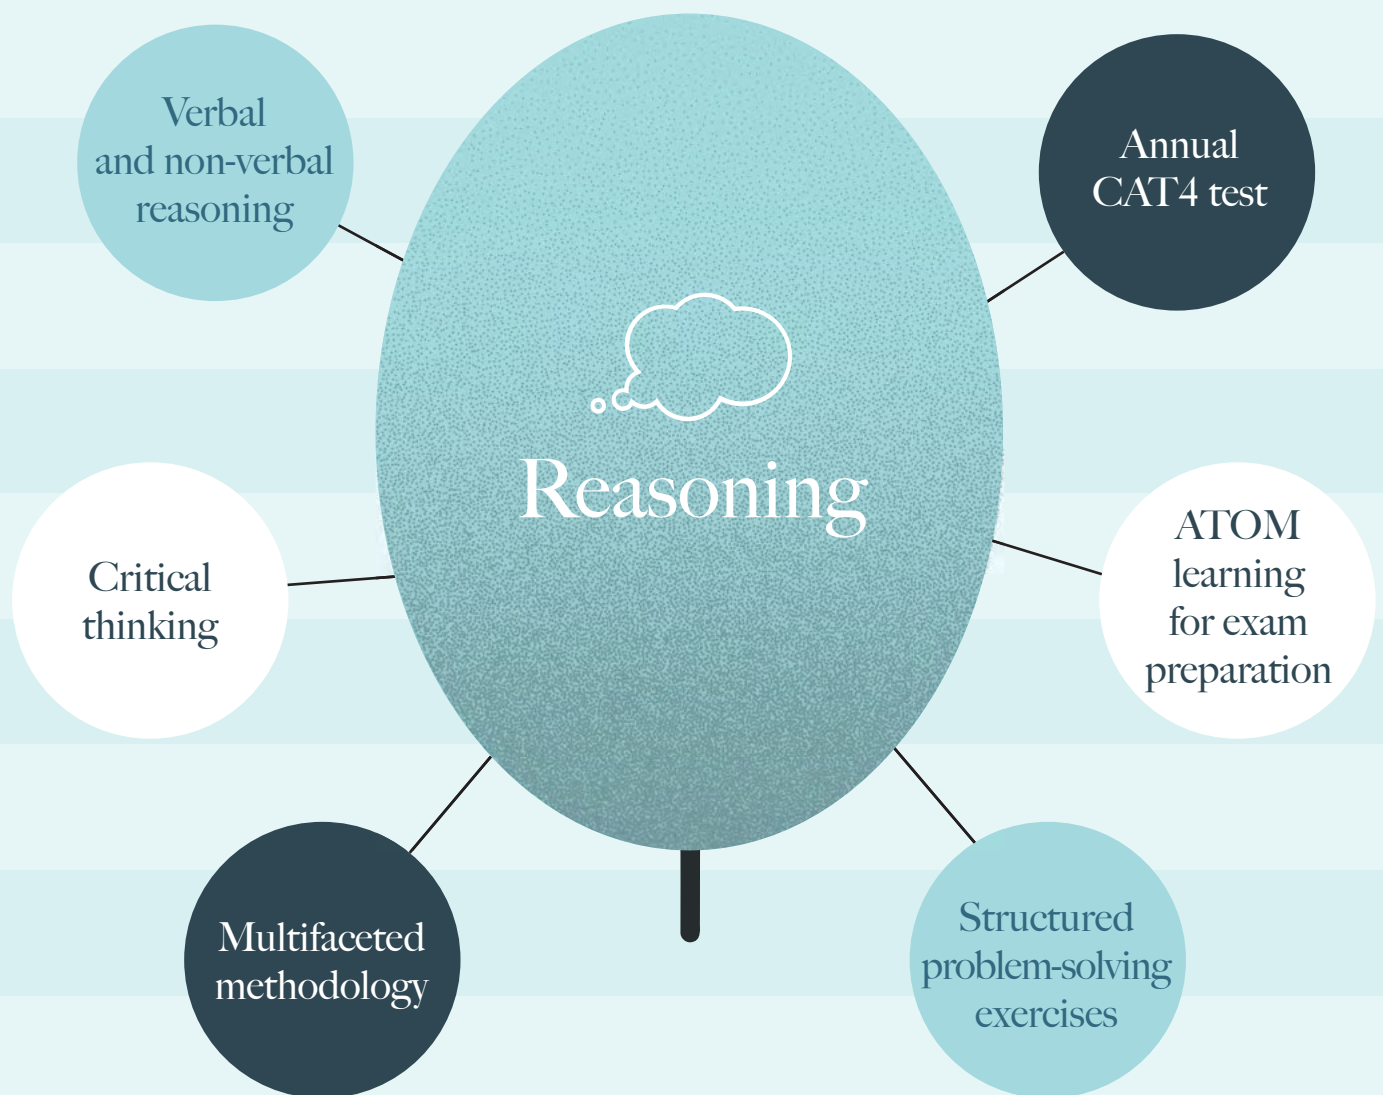 Verbal
and non-verbal
reasoning
Annual
CAT4 test
Reasoning
Critical
thinking
ATOM
learning
for exam
preparation
Multifaceted
methodology
Structured
problem-solving
exercises